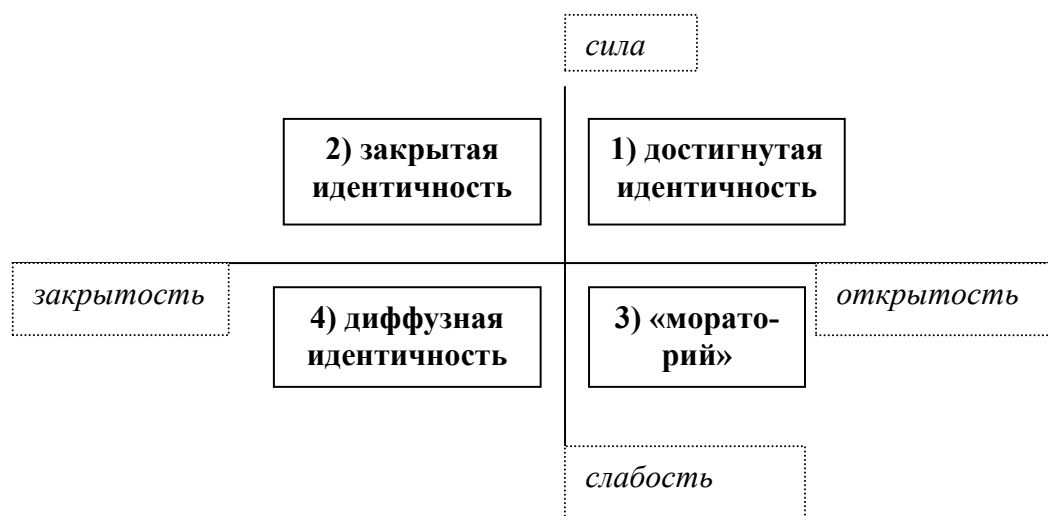 сила
2) закрытая
идентичность
1) достигнутая
идентичность
закрытость
открытость
4) диффузная
идентичность
3) «морато-
рий»
слабость